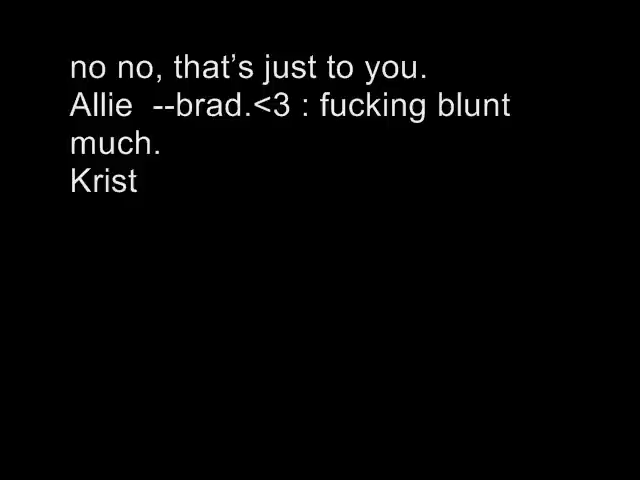 no no, that’s just to you.
Allie  --brad.<3 : fucking blunt
much.
Krist